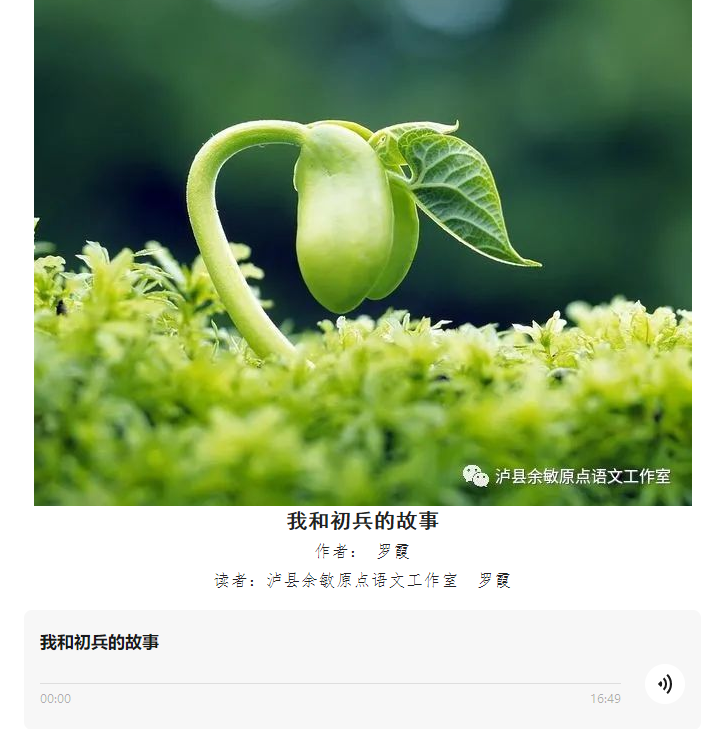 泸县余敏原点语文工作室
我和初兵的故事
作者： 罗霞
读者：泸县余敏原点语文工作室 罗霞
我和初兵的故事
00:00 16:49